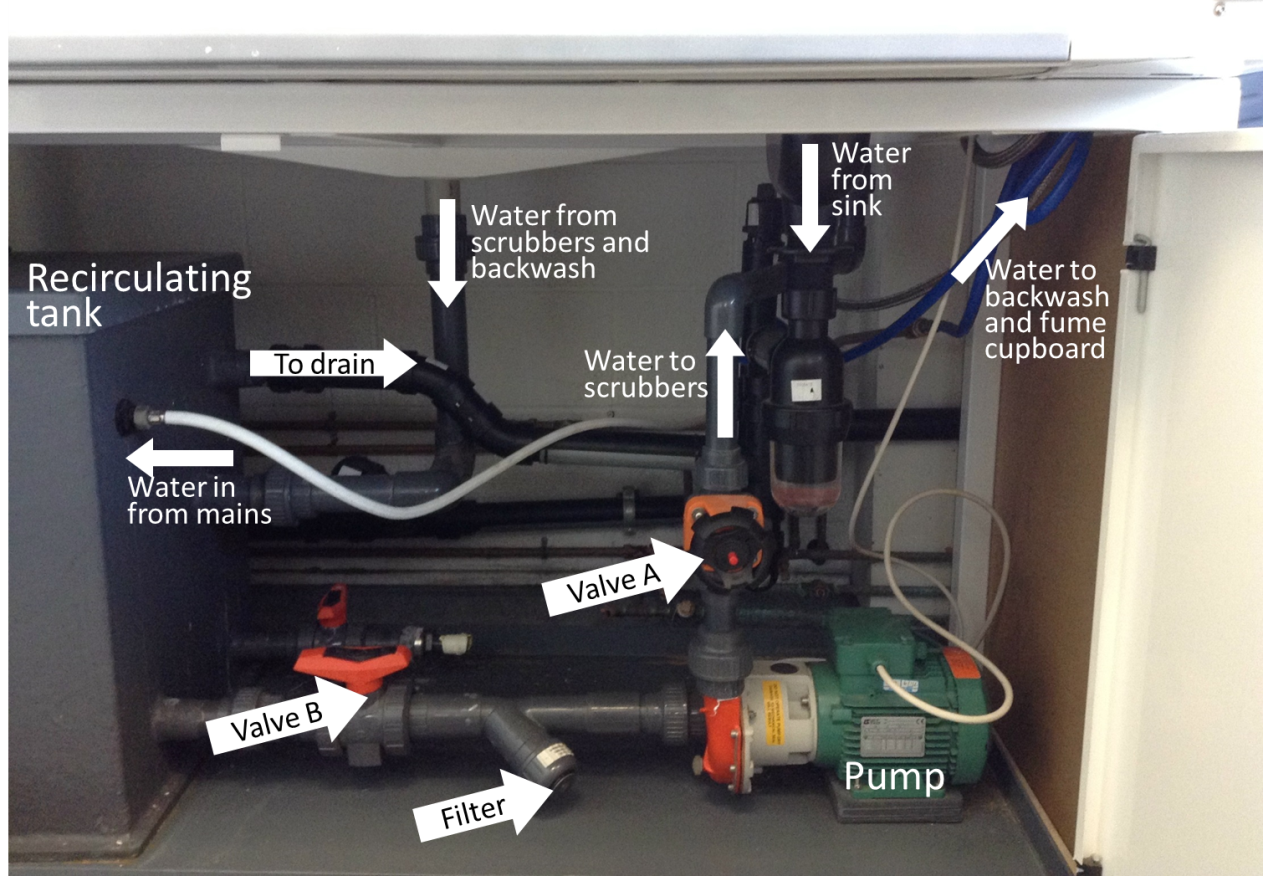 Water
from
sink
Water from
scrubbers and
backwash
Recirculating
tank
Water to
backwash
and fume
cupboard
To drain
Water to
scrubbers
Water in
from mains
Valve A
Valve B
Pump
Filter